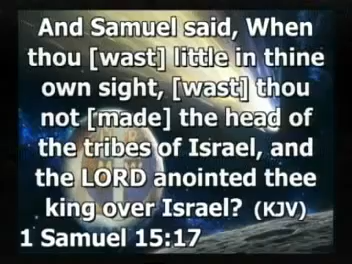 And Samuel said, When
thou [wast] little in thine
own sight, [wast] thou
not [made] the head of
the tribes of Israel, and
the LORD anointed thee
king over Israel? (KJV)
1 Samuel 15:17